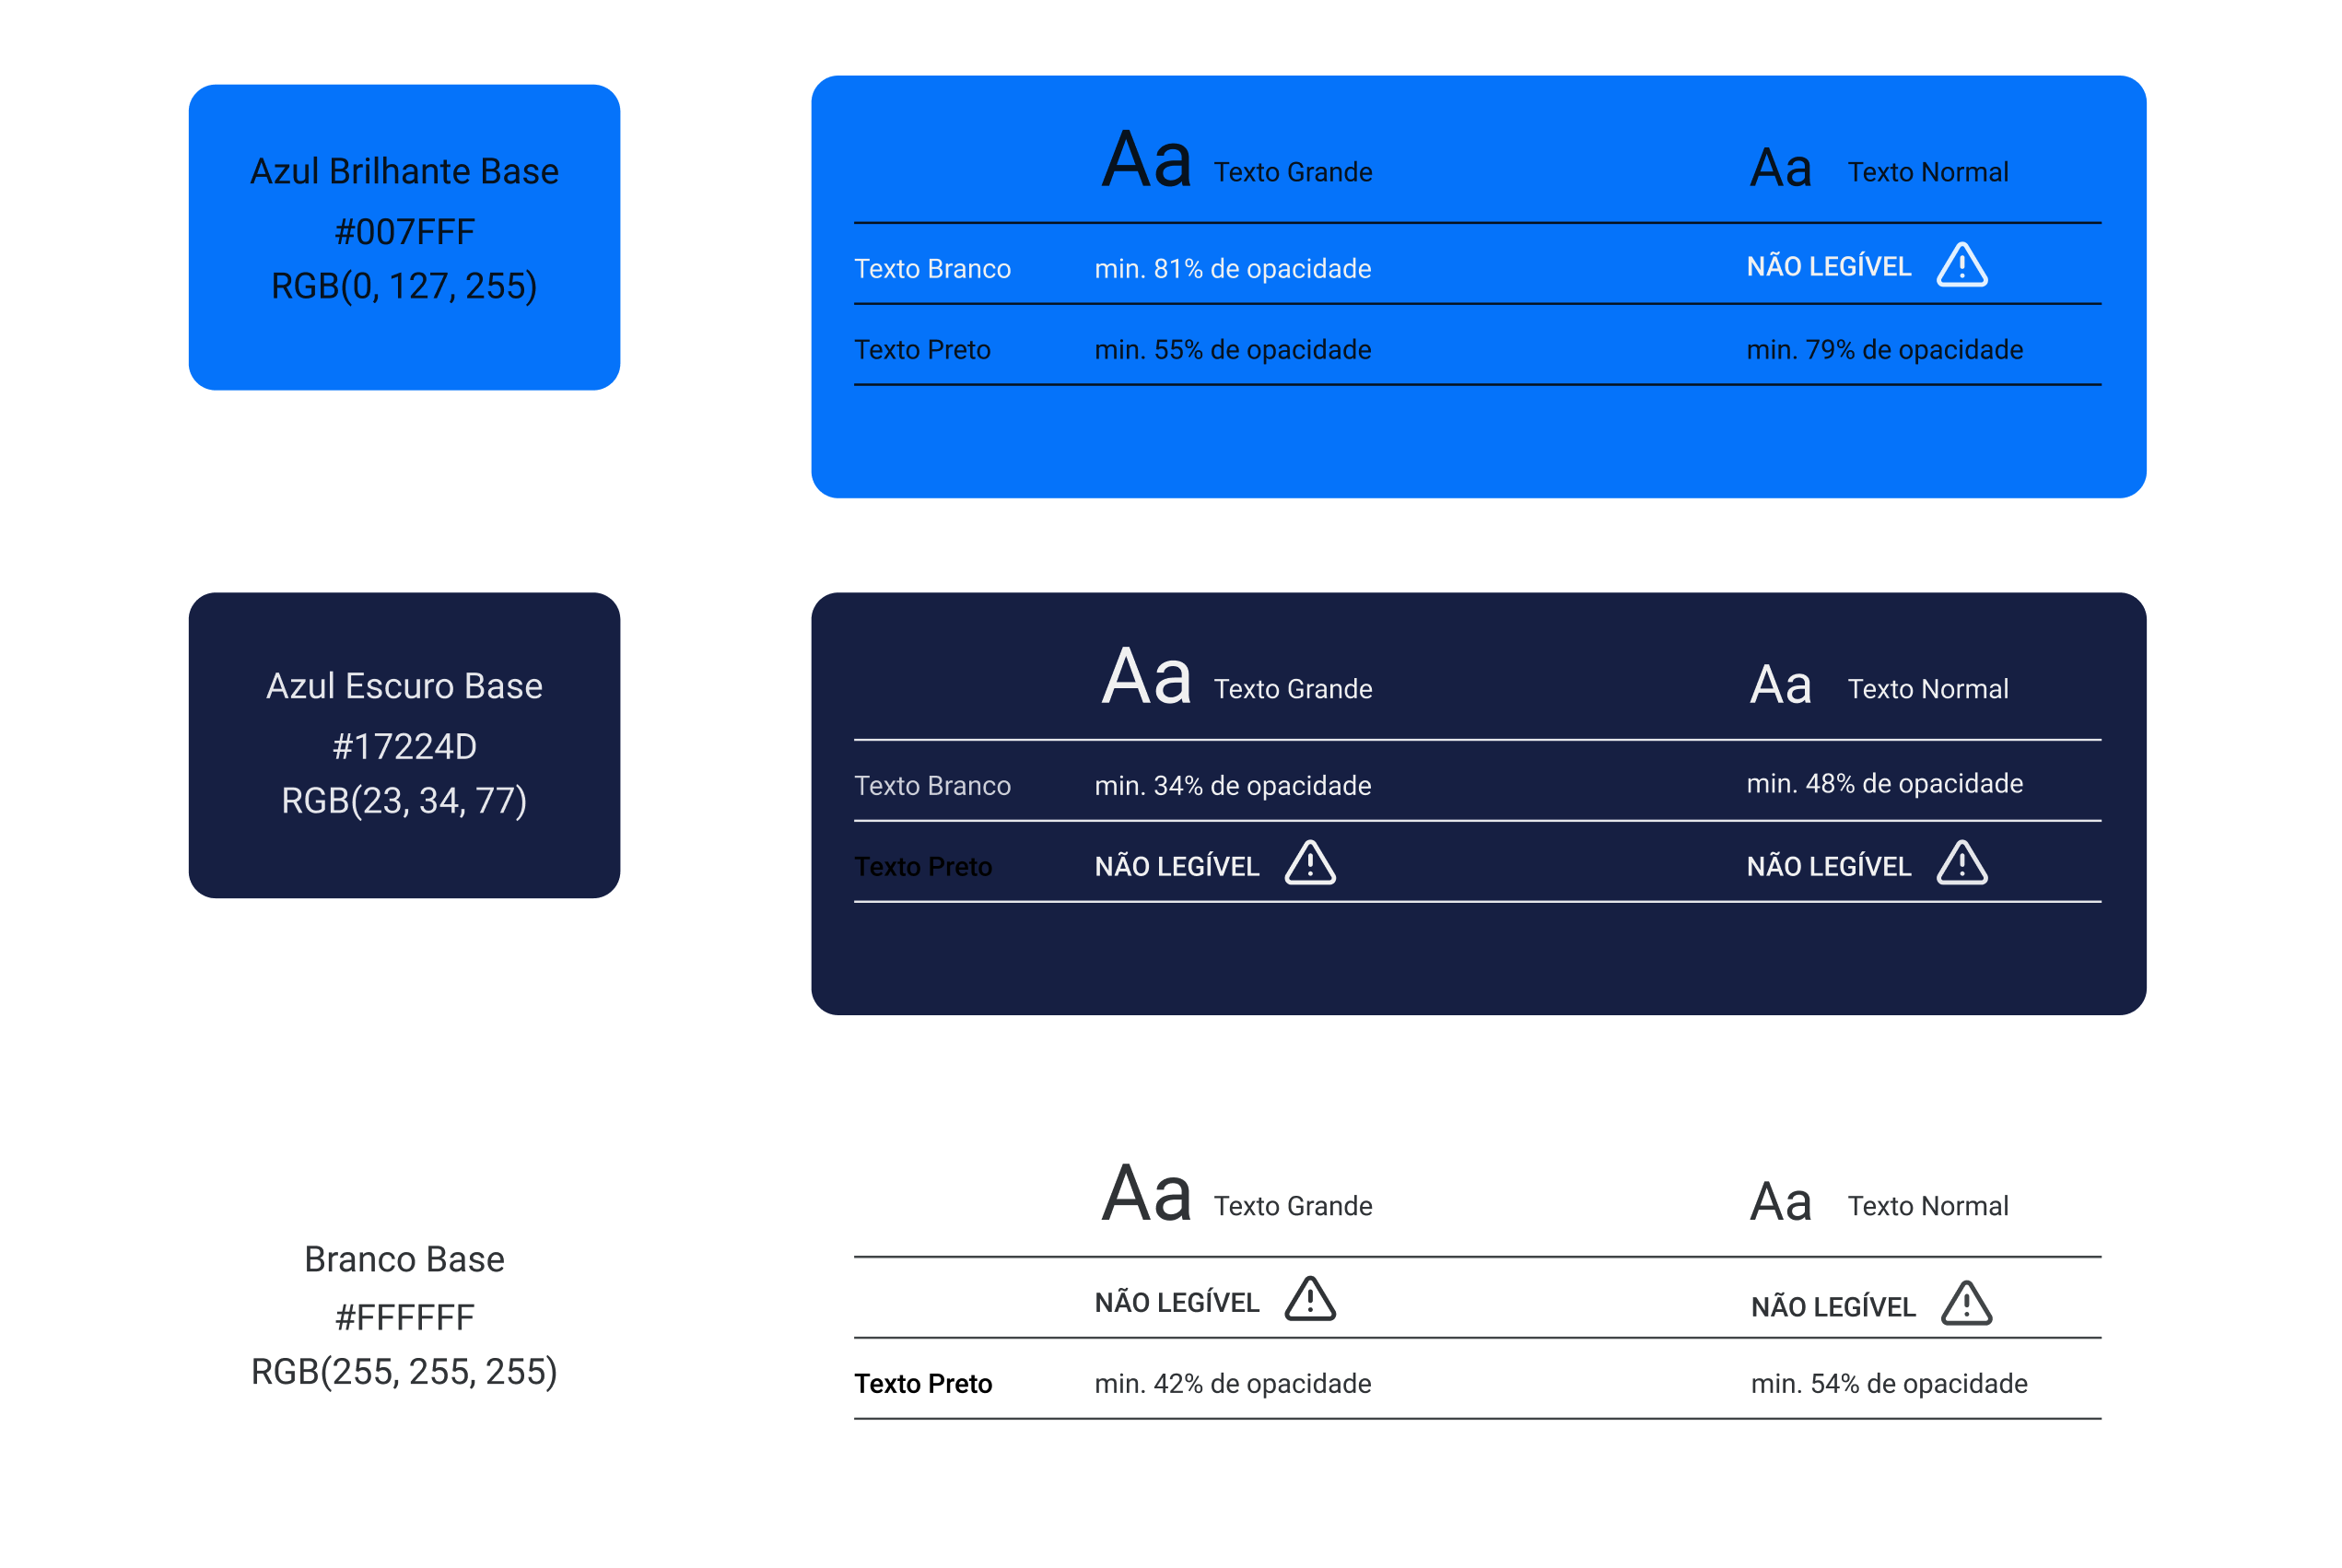 Azul Brilhante Base
#007FFF
RGB(0, 127, 255)
Aa Texto Grande Aa Texto Normal
Texto Branco min. 81% de opacidade NÃO LEGÍVEL
Texto Preto min. 55% de opacidade min. 79% de opacidade
Azul Escuro Base
#17224D
RGB(23, 34, 77)
Aa Texto Grande Aa Texto Normal
Texto Branco min. 34% de opacidade min. 48% de opacidade
Texto Preto NÃO LEGÍVEL NÃO LEGÍVEL
Branco Base
#FFFFFF
RGB(255, 255, 255)
Aa Texto Grande Aa Texto Normal
NÃO LEGÍVEL NÃO LEGÍVEL
Texto Preto min. 42% de opacidade min. 54% de opacidade